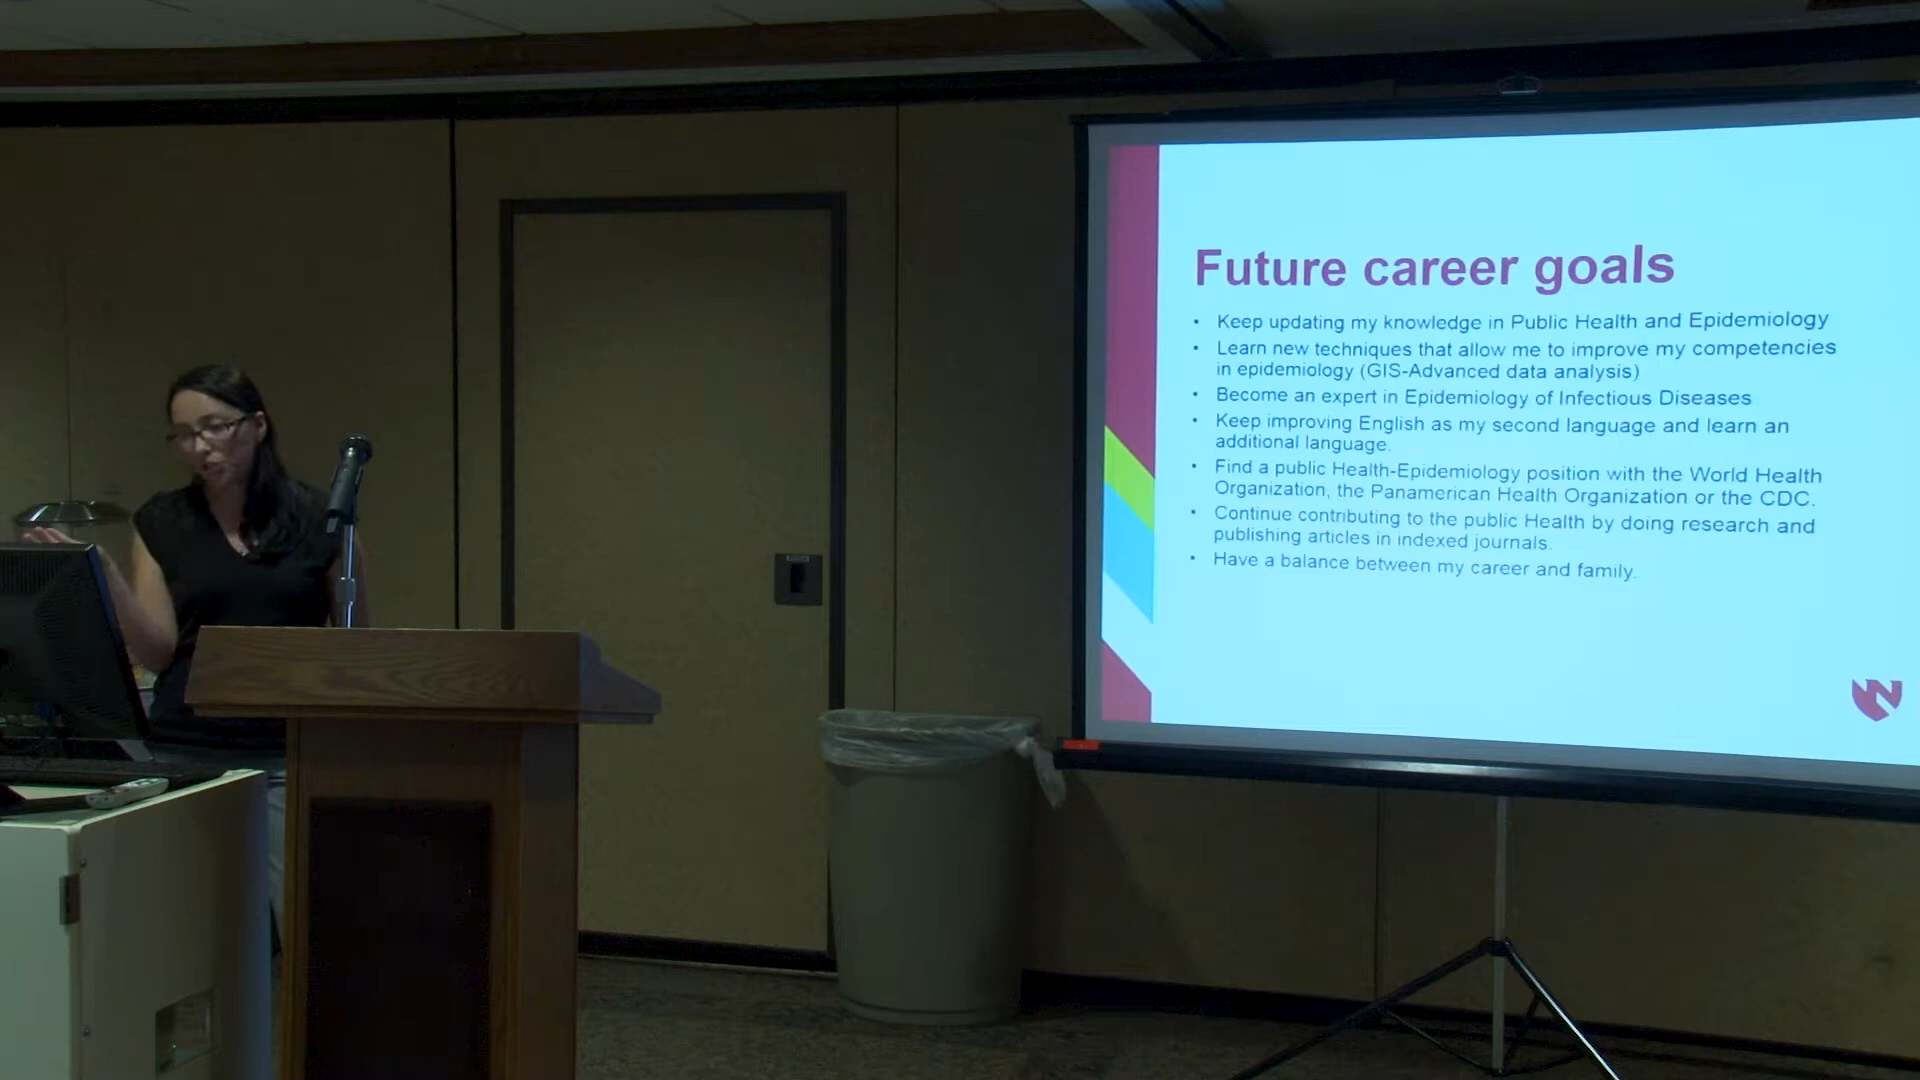 Future career goals
• Keep updating my knowledge in Public Health and Epidemiology
• Learn new techniques that allow me to improve my competencies
in epidemiology (GIS-Advanced data analysis)
• Become an expert in Epidemiology of Infectious Diseases
• Keep improving English as my second language and learn an
additional language.
• Find a public Health-Epidemiology position with the World Health
Organization, the Panamerican Health Organization or the CDC.
• Continue contributing to the public Health by doing research and
publishing articles in indexed journals.
• Have a balance between my career and family.
N